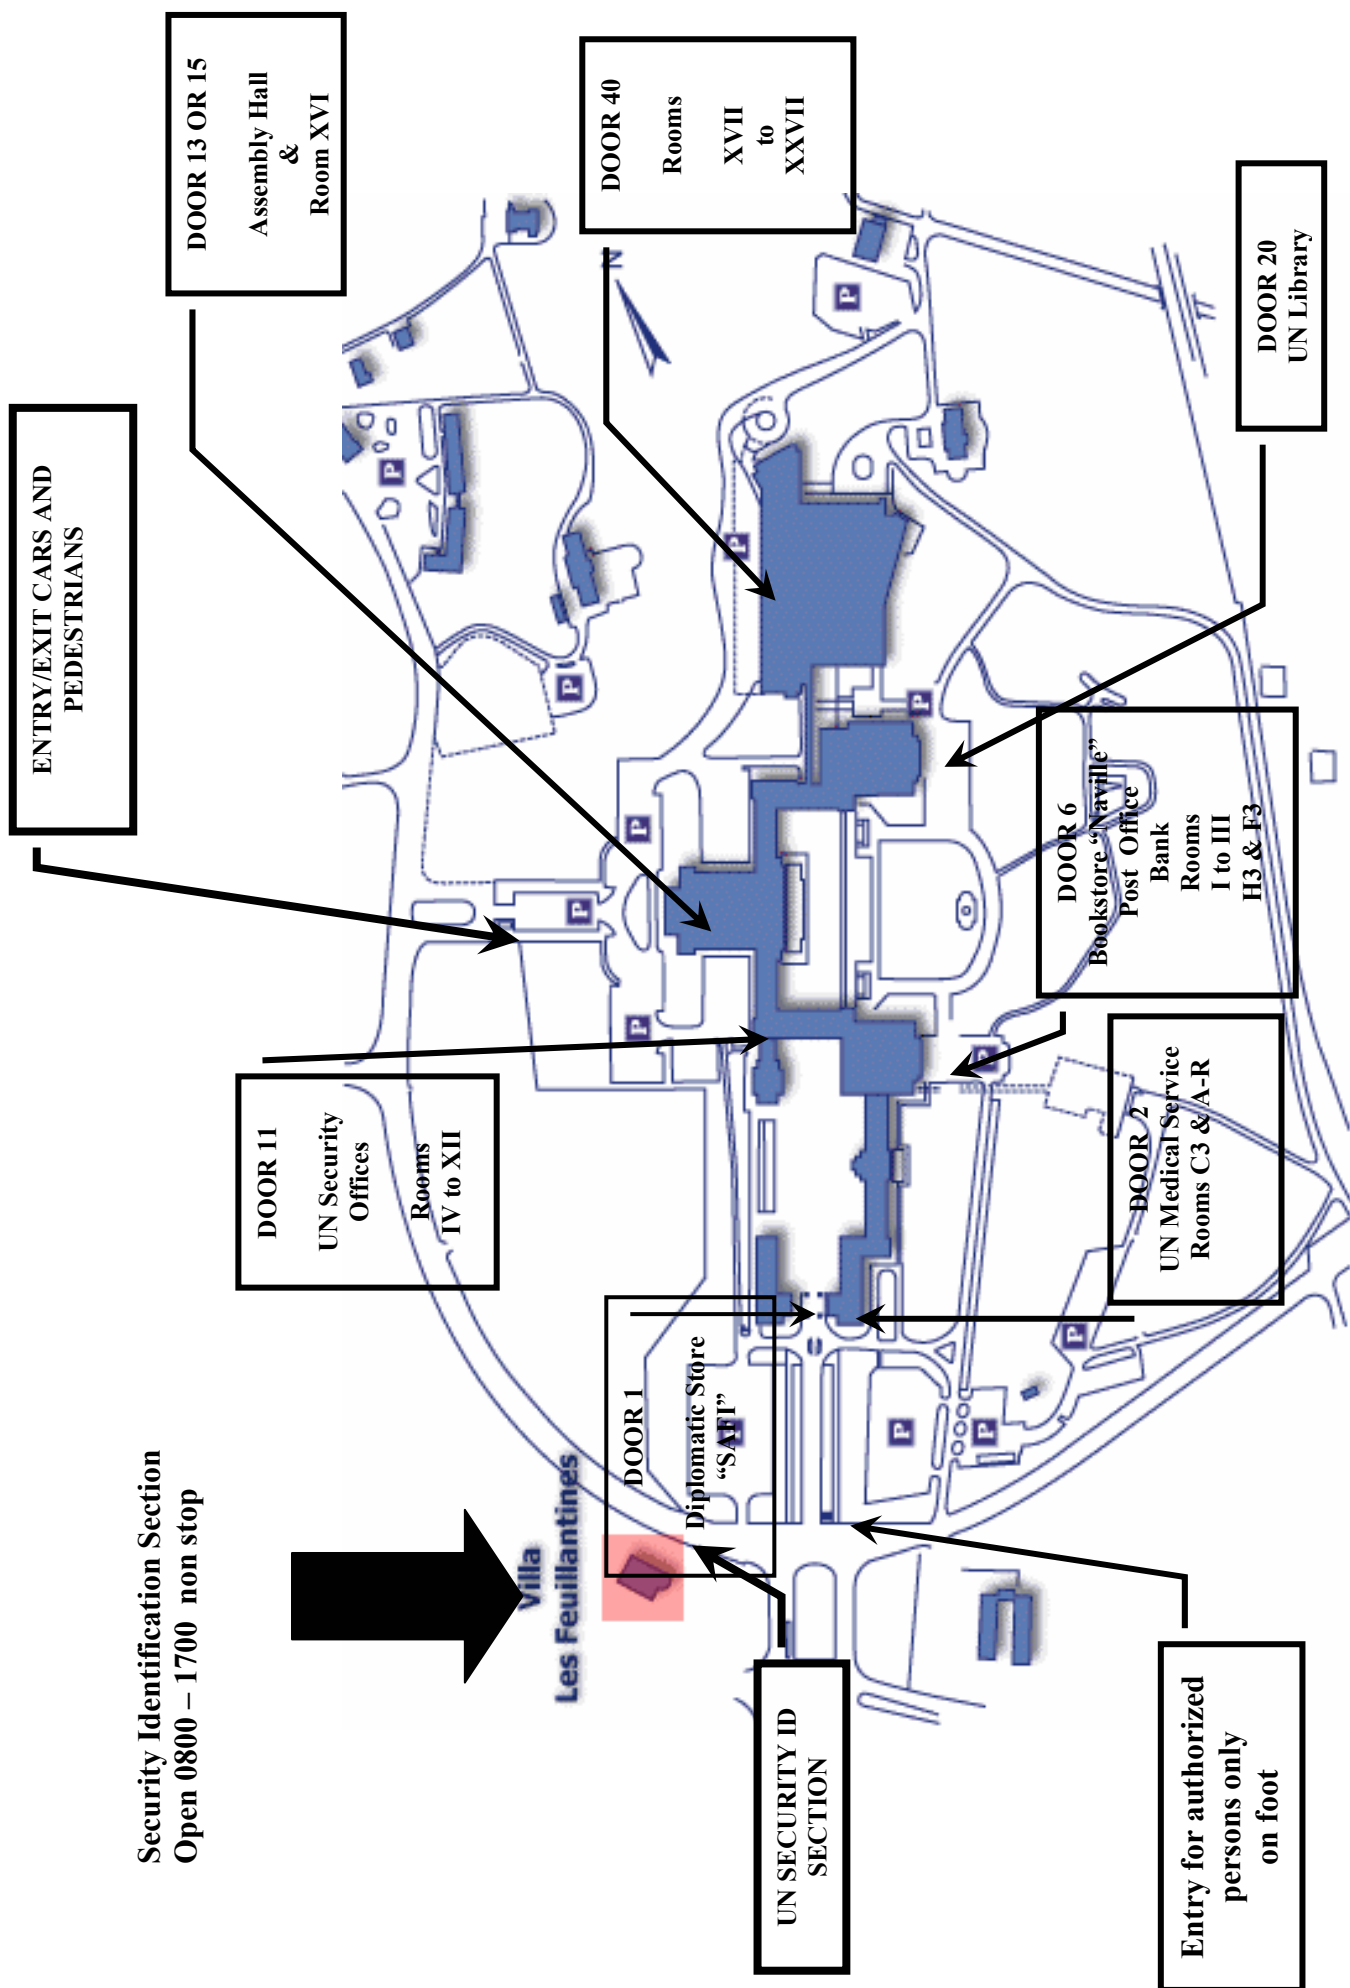 Security Identification Section
Open 0800 – 1700 non stop
ENTRY/EXIT CARS AND
PEDESTRIANS
DOOR 13 OR 15
Assembly Hall
&
Room XVI
DOOR 11
UN Security
Offices
Rooms
IV to XII
Villa
Les Feuillantines
DOOR 40
Rooms
XVII
to
XXVII
N
DOOR 1
Diplomatic Store
“SAFI”
UN SECURITY ID
SECTION
DOOR 6
Bookstore “Naville”
Post Office
Bank
Rooms
I to III
H3 & F3
DOOR 2
UN Medical Service
Rooms C3 & A-R
Entry for authorized
persons only
on foot
DOOR 20
UN Library
P
P
P
P
P
P
P
P
P
P
P
P
P